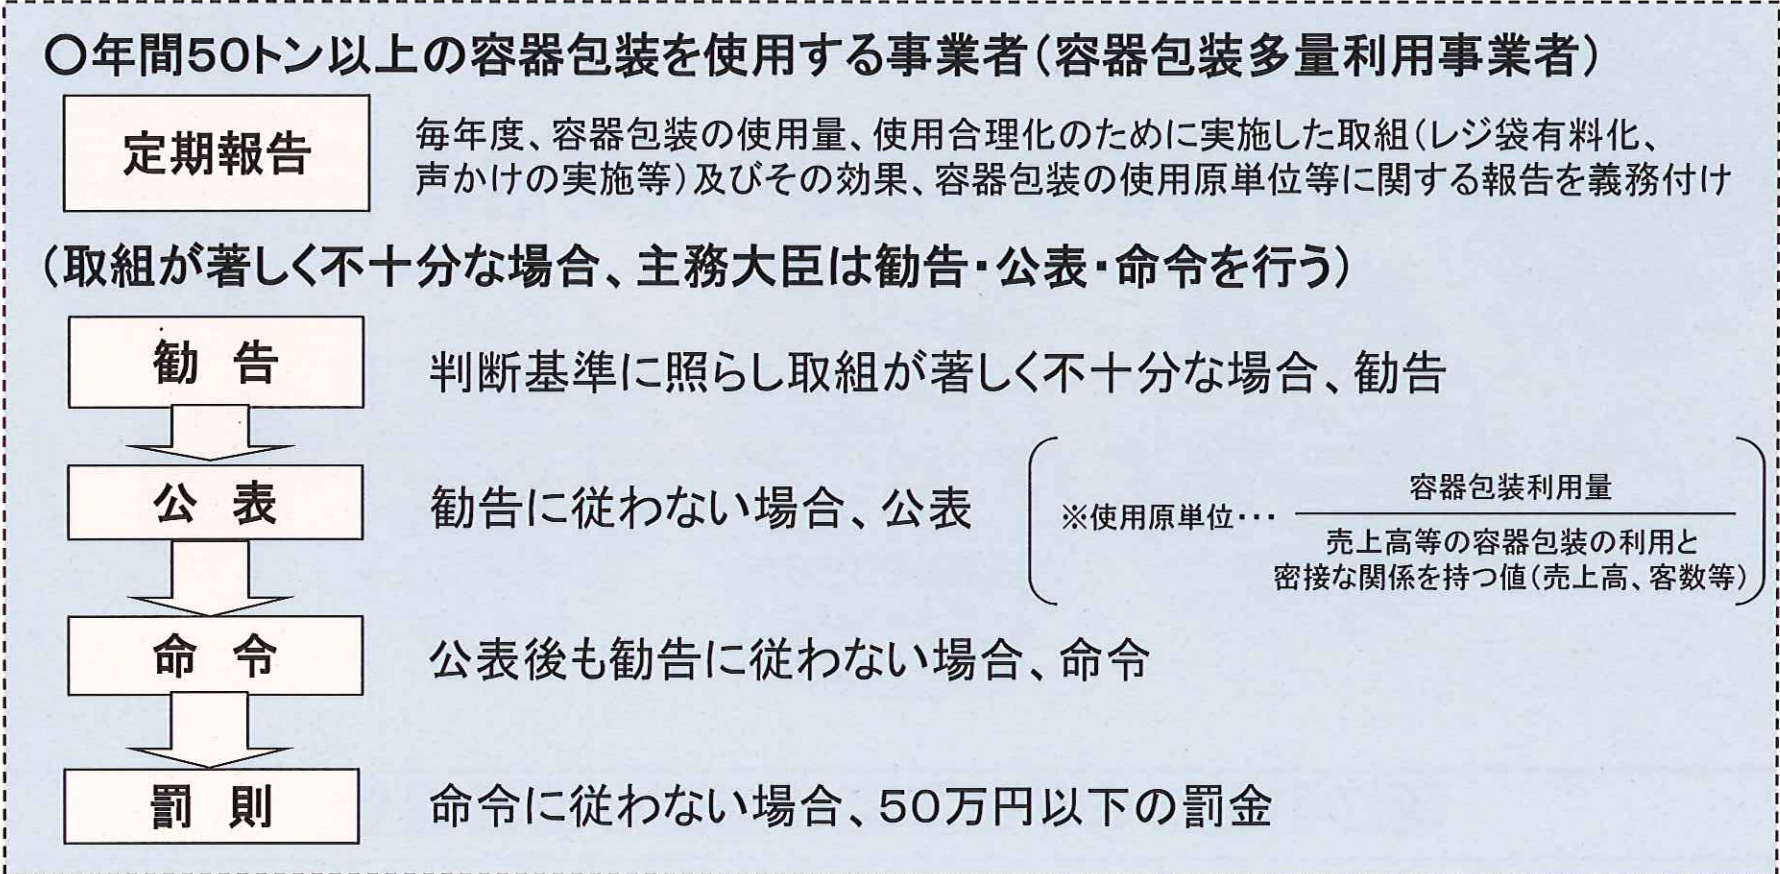 〇年間50トン以上の容器包装を使用する事業者(容器包装多量利用事業者)
定期報告
毎年度、容器包装の使用量、使用合理化のために実施した取組(レジ袋有料化、
声かけの実施等)及びその効果、容器包装の使用原単位等に関する報告を義務付け
(取組が著しく不十分な場合、主務大臣は勧告・公表・命令を行う)
勧 告
判断基準に照らし取組が著しく不十分な場合、勧告
公 表
勧告に従わない場合、公表
※使用原単位・・・
容器包装利用量
売上高等の容器包装の利用と
密接な関係を持つ値(売上高、客数等)
命 令
公表後も勧告に従わない場合、命令
罰 則
命令に従わない場合、50万円以下の罰金